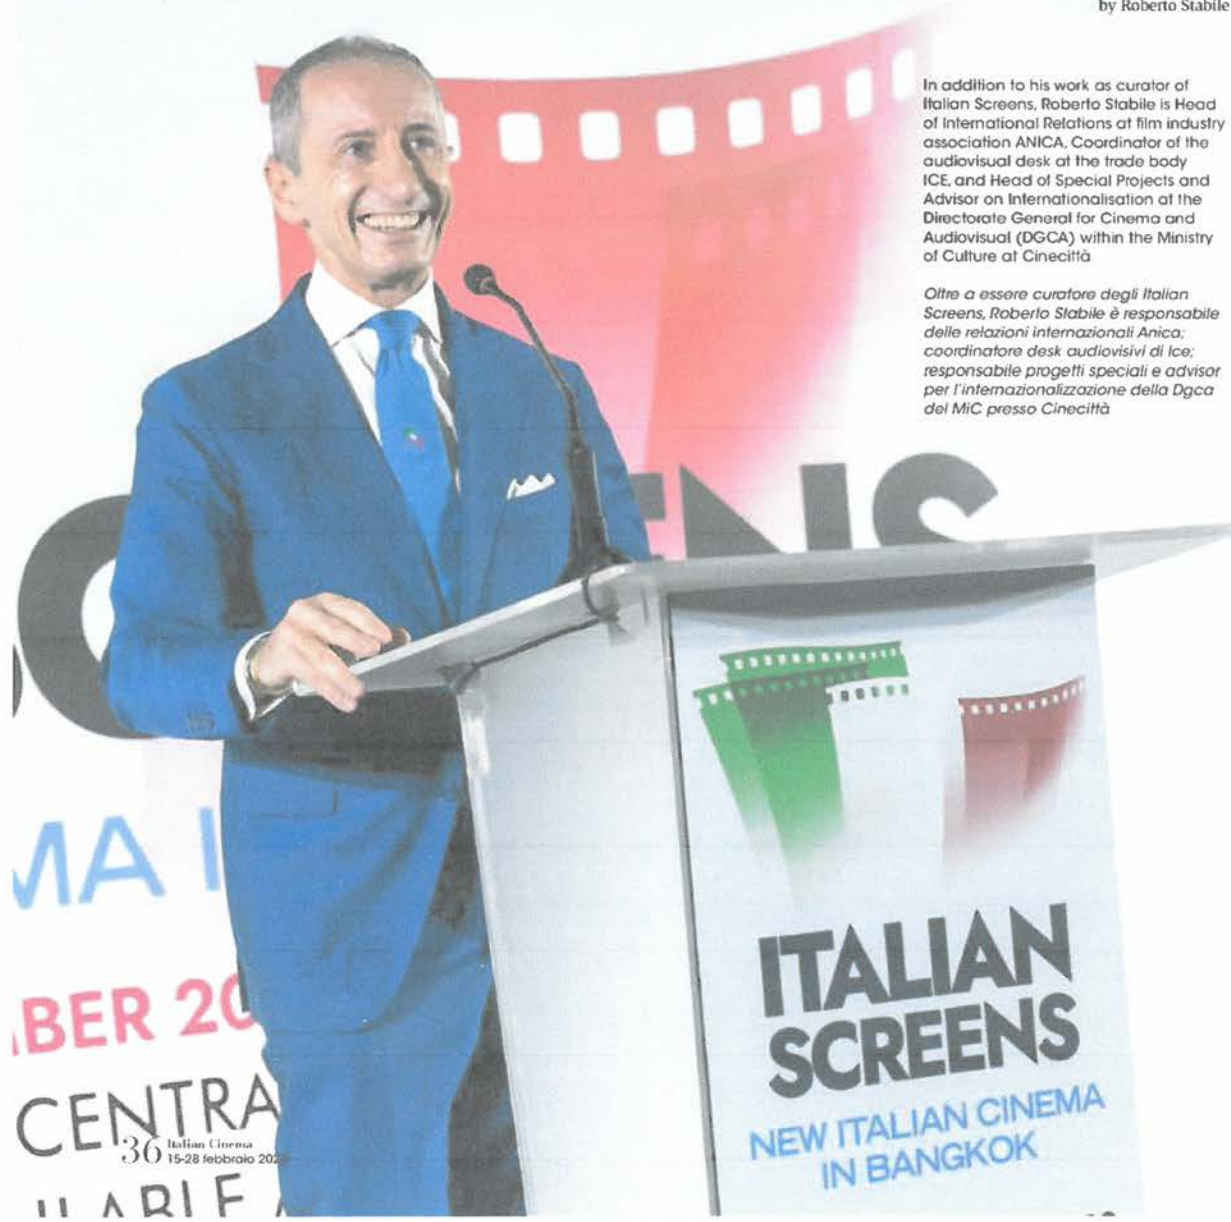 by Roberto Stabile
In addition to his work as curator of
Italian Screens, Roberto Stabile is Head
of International Relations at film industry
association ANICA, Coordinator of the
audiovisual desk at the trade body
ICE, and Head of Special Projects and
Advisor on Internationalisation at the
Directorate General for Cinema and
Audiovisual (DGCA) within the Ministry
of Culture at Cinecittà
Oltre a essere curatore degli Italian
Screens, Roberto Stabile è responsabile
delle relazioni internazionali Anica;
coordinatore desk audiovisivi di Ice;
responsabile progetti speciali e advisor
per l'internazionalizzazione della Dgca
del MiC presso Cinecittà
ENS
MA I
BER 20
CENTRA
36 Italian Cinema
15-28 febbraio 202
ITALIAN
SCREENS
NEW ITALIAN CINEMA
IN BANGKOK